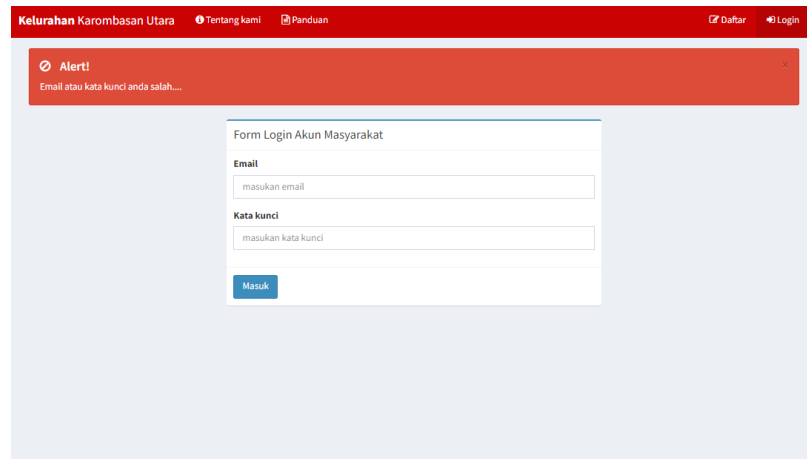 Kelurahan Karombasan Utara Tentang kami Panduan Daftar Login
Alert! ×
Email atau kata kunci anda salah....
Form Login Akun Masyarakat
Email
masukan email
Kata kunci
masukan kata kunci
Masuk